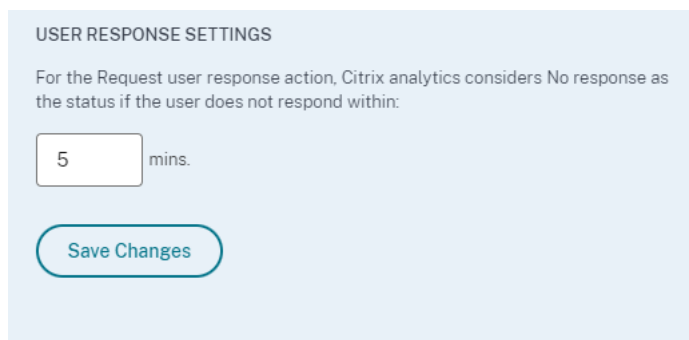 USER RESPONSE SETTINGS
For the Request user response action, Citrix analytics considers No response as
the status if the user does not respond within:
5 mins.
Save Changes